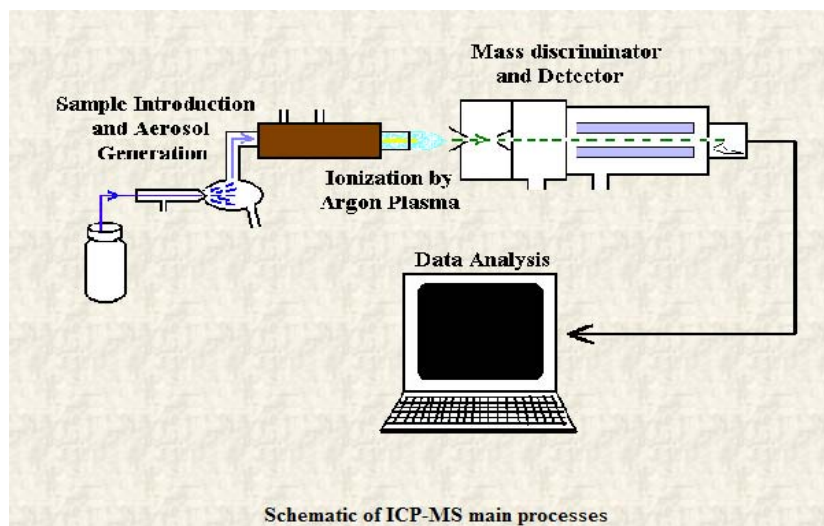 Mass discriminator
and Detector
Sample Introduction
and Aerosol
Generation
Ionization by
Argon Plasma
Data Analysis
Schematic of ICP-MS main processes